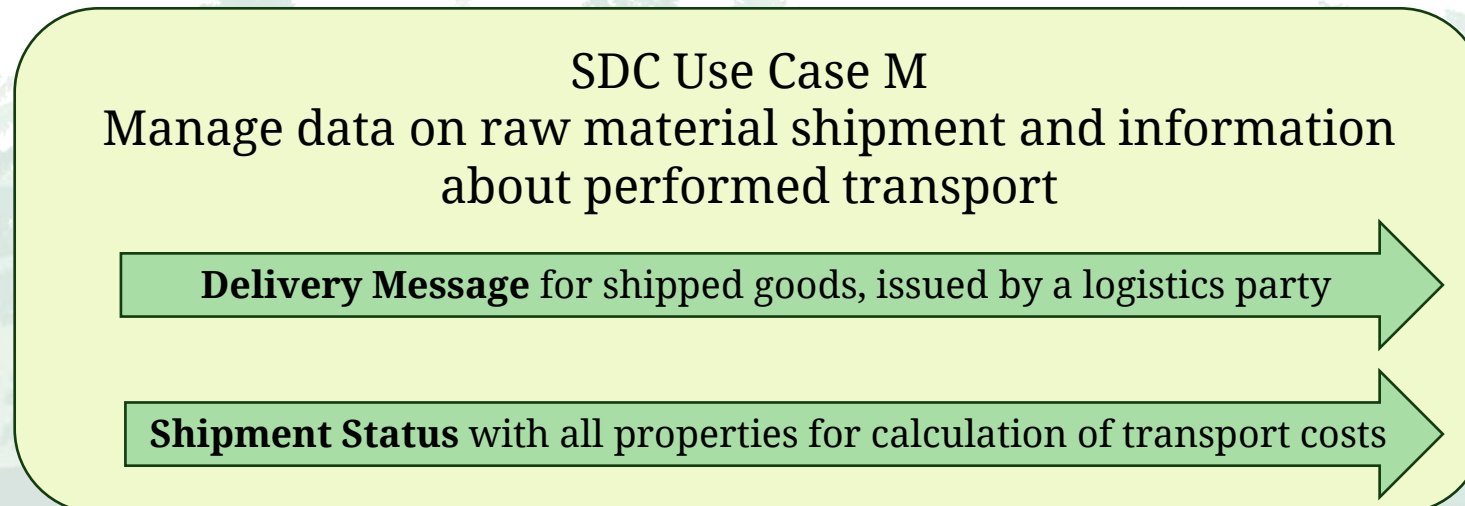 SDC Use Case M
Manage data on raw material shipment and information
about performed transport
Delivery Message for shipped goods, issued by a logistics party
Shipment Status with all properties for calculation of transport costs